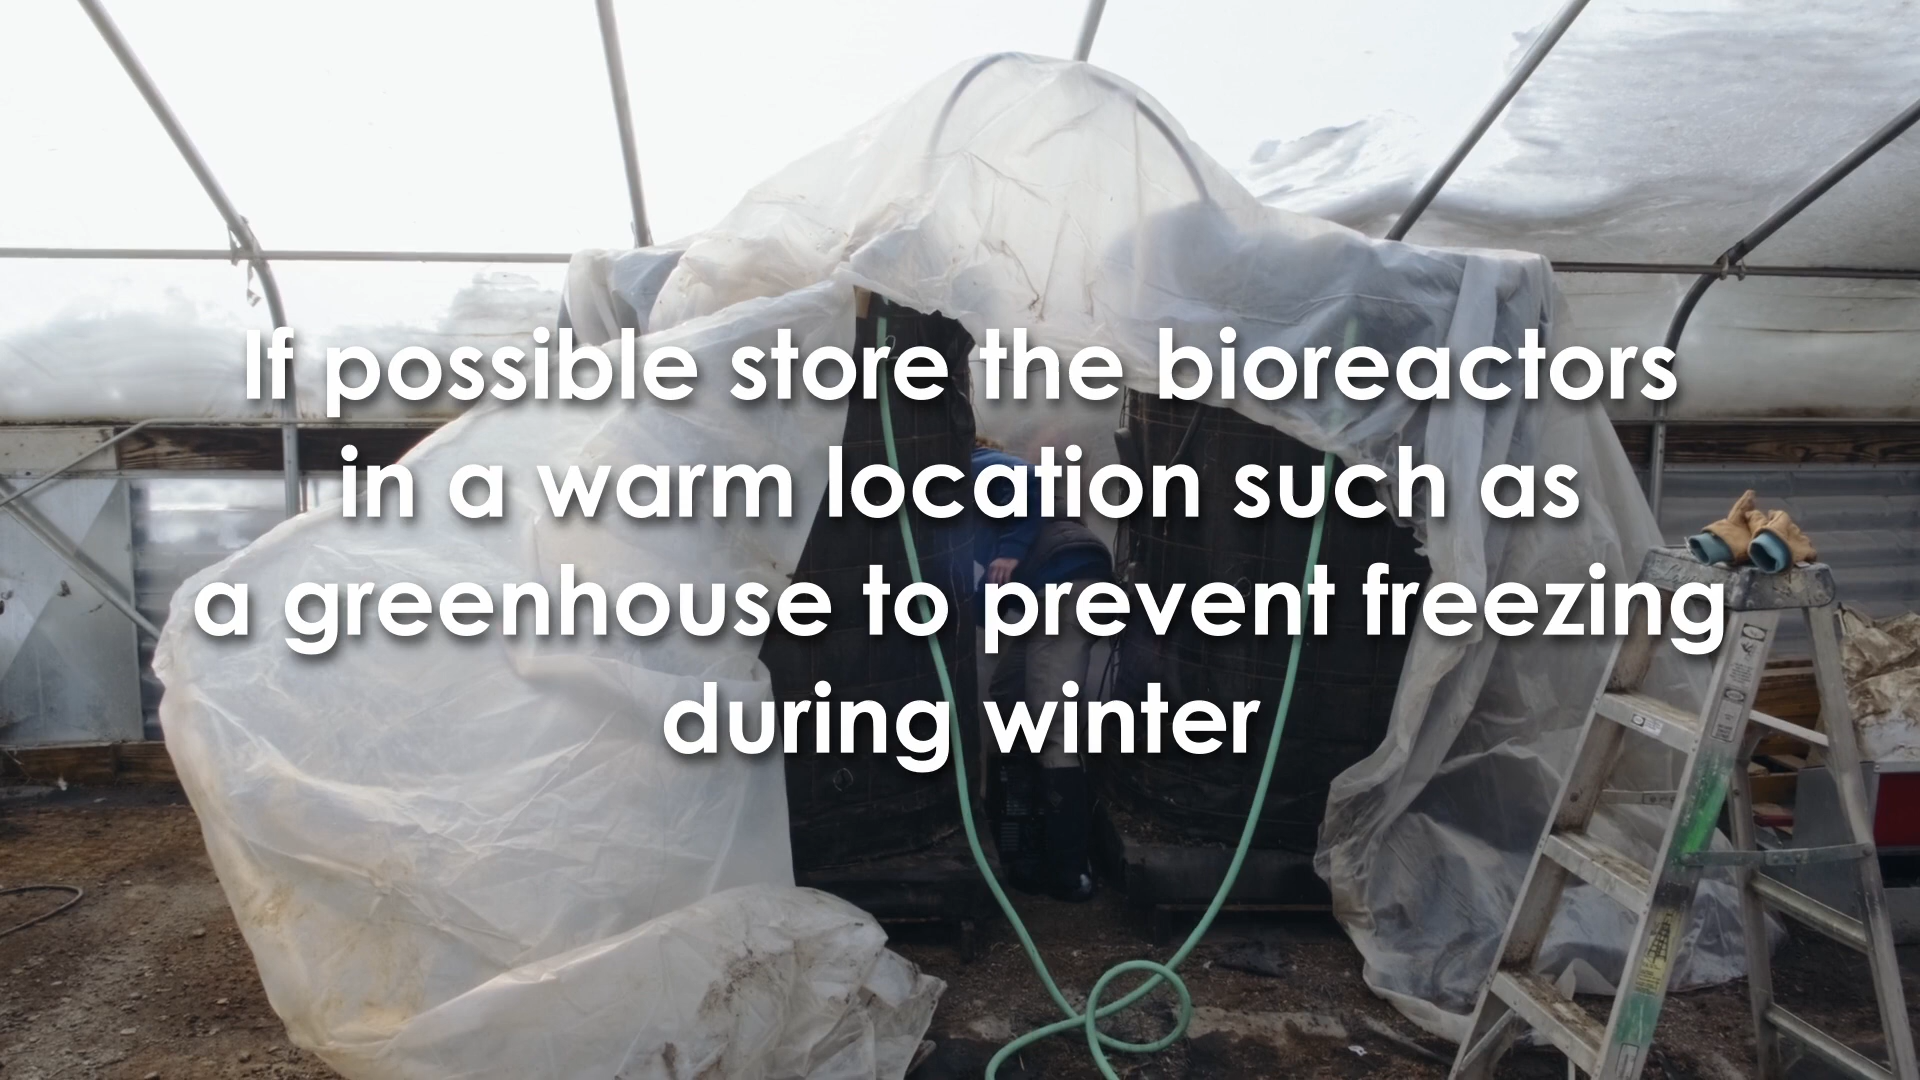 If possible store the bioreactors
in a warm location such as
a greenhouse to prevent freezing
during winter